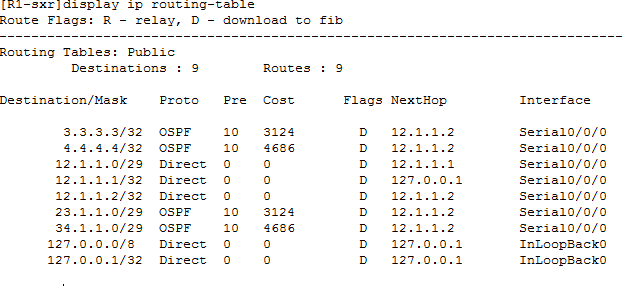 [R1-sxr]display ip routing-table
Route Flags: R - relay, D - download to fib
------------------------------------------------------------------------------
Routing Tables: Public
         Destinations : 9        Routes : 9

Destination/Mask    Proto   Pre  Cost      Flags NextHop         Interface

        3.3.3.3/32  OSPF    10   3124        D   12.1.1.2        Serial0/0/0
        4.4.4.4/32  OSPF    10   4686        D   12.1.1.2        Serial0/0/0
       12.1.1.0/29  Direct  0    0           D   12.1.1.1        Serial0/0/0
       12.1.1.1/32  Direct  0    0           D   127.0.0.1       Serial0/0/0
       12.1.1.2/32  Direct  0    0           D   12.1.1.2        Serial0/0/0
       23.1.1.0/29  OSPF    10   3124        D   12.1.1.2        Serial0/0/0
       34.1.1.0/29  OSPF    10   4686        D   12.1.1.2        Serial0/0/0
      127.0.0.0/8   Direct  0    0           D   127.0.0.1       InLoopBack0
      127.0.0.1/32  Direct  0    0           D   127.0.0.1       InLoopBack0